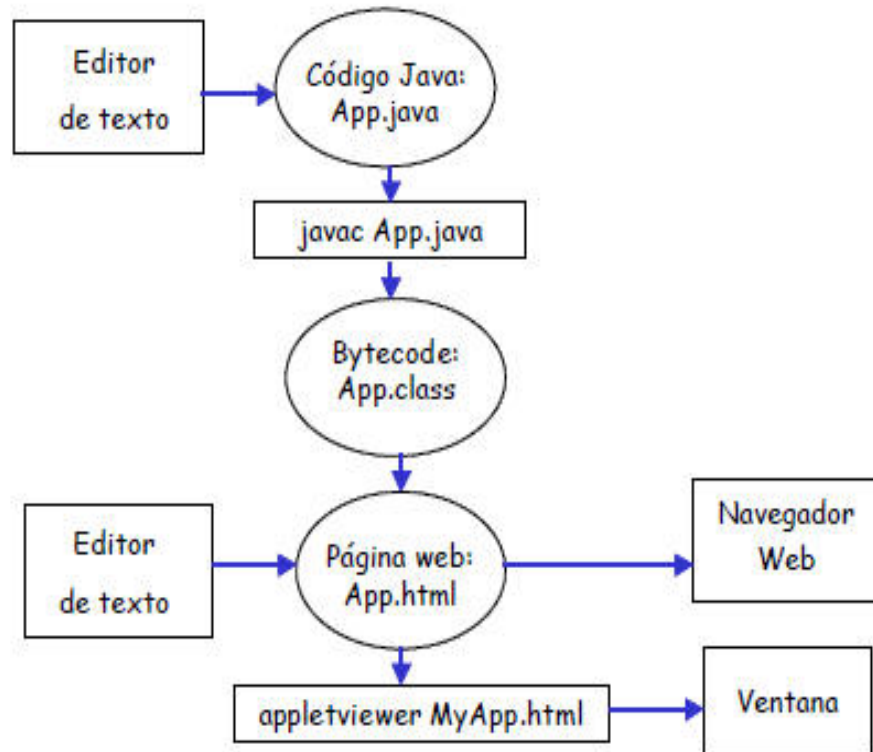 Editor
de texto
Código Java:
App.java
javac App.java
Bytecode:
App.class
Editor
de texto
Página web:
App.html
Navegador
Web
appletviewer MyApp.html
Ventana